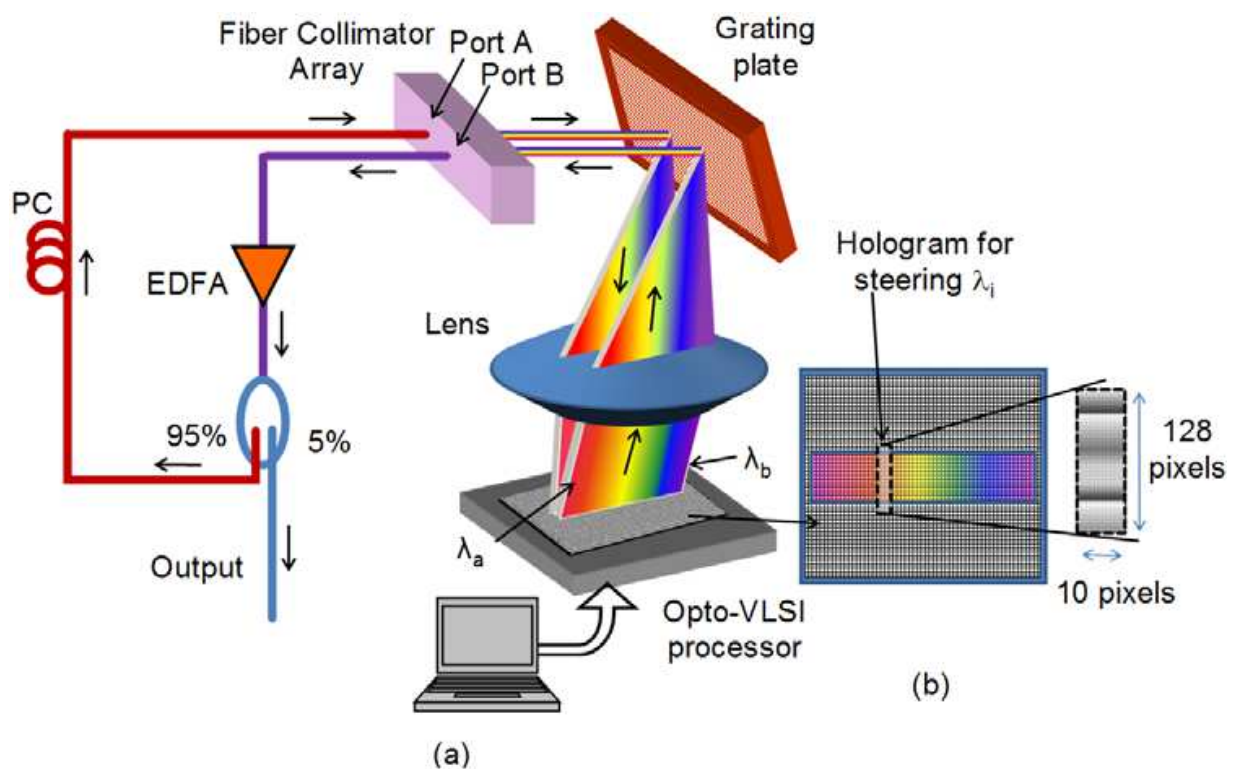 Fiber Collimator
Array
Port A
Port B
Grating
plate
PC
EDFA
Lens
Hologram for
steering λi
95%
5%
λa
λb
128
pixels
10 pixels
Output
Opto-VLSI
processor
(a)
(b)